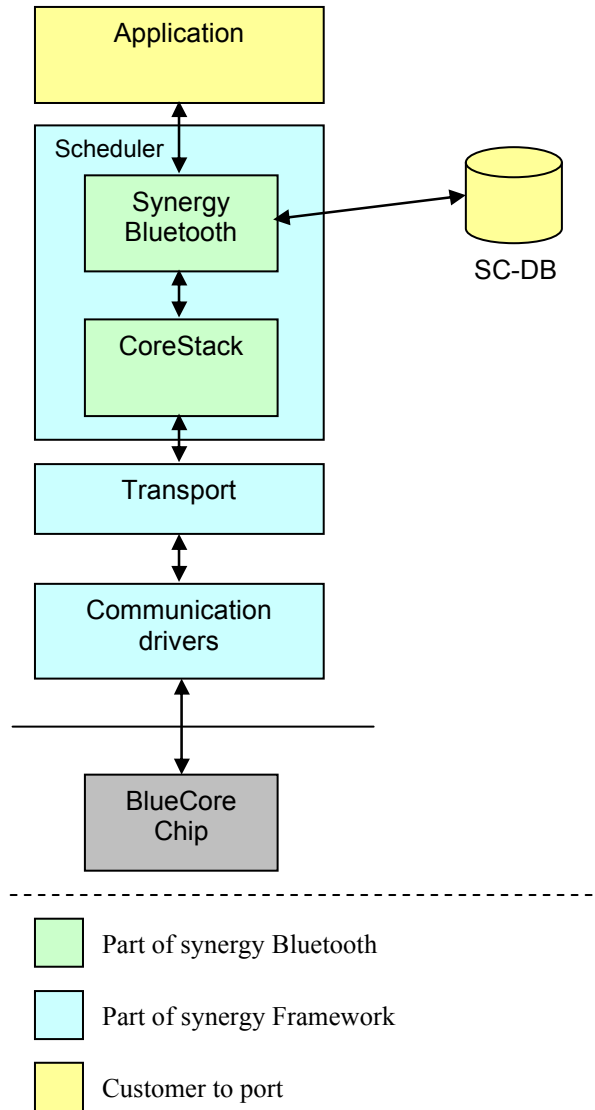 Application
Scheduler
Synergy
Bluetooth
SC-DB
CoreStack
Transport
Communication
drivers
BlueCore
Chip
Part of synergy Bluetooth
Part of synergy Framework
Customer to port